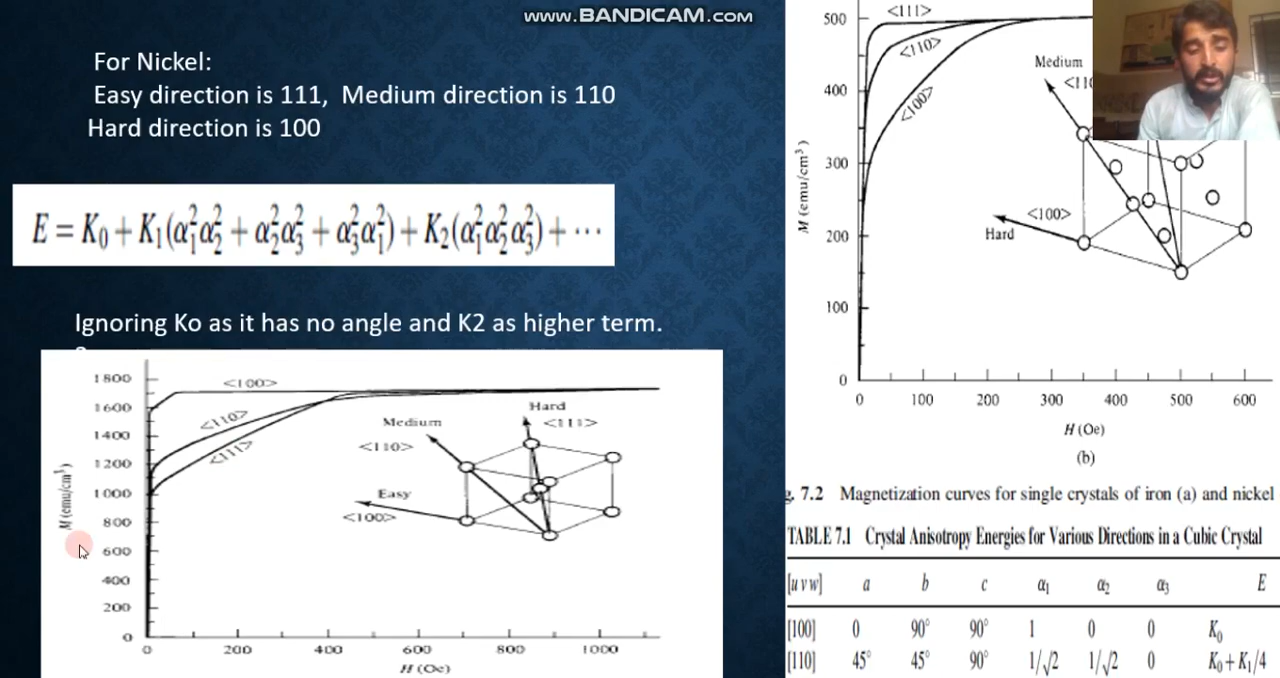 www.BANDICAM.com
For Nickel:
Easy direction is 111, Medium direction is 110
Hard direction is 100
E = K₀ + K₁(α₁²α₂² + α₂²α₃² + α₃²α₁²) + K₂(α₁²α₂²α₃²) + ⋯
Ignoring Ko as it has no angle and K2 as higher term.
1800
1600
1400
1200
1000
800
600
400
200
0
M (emu/cm³)
<100>
<110>
<111>
Medium
<110>
Hard
<111>
Easy
<100>
0 200 400 600 800 1000
H (Oe)
500
400
300
200
100
0
M (emu/cm³)
<111>
<110>
<100>
Medium
<100>
Hard
0 100 200 300 400 500 600
H (Oe)
(b)
g. 7.2 Magnetization curves for single crystals of iron (a) and nickel
TABLE 7.1 Crystal Anisotropy Energies for Various Directions in a Cubic Crystal
[uvw] a b c α₁ α₂ α₃ E
[100] 0 90° 90° 1 0 0 K₀
[110] 45° 45° 90° 1/√2 1/√2 0 K₀ + K₁/4